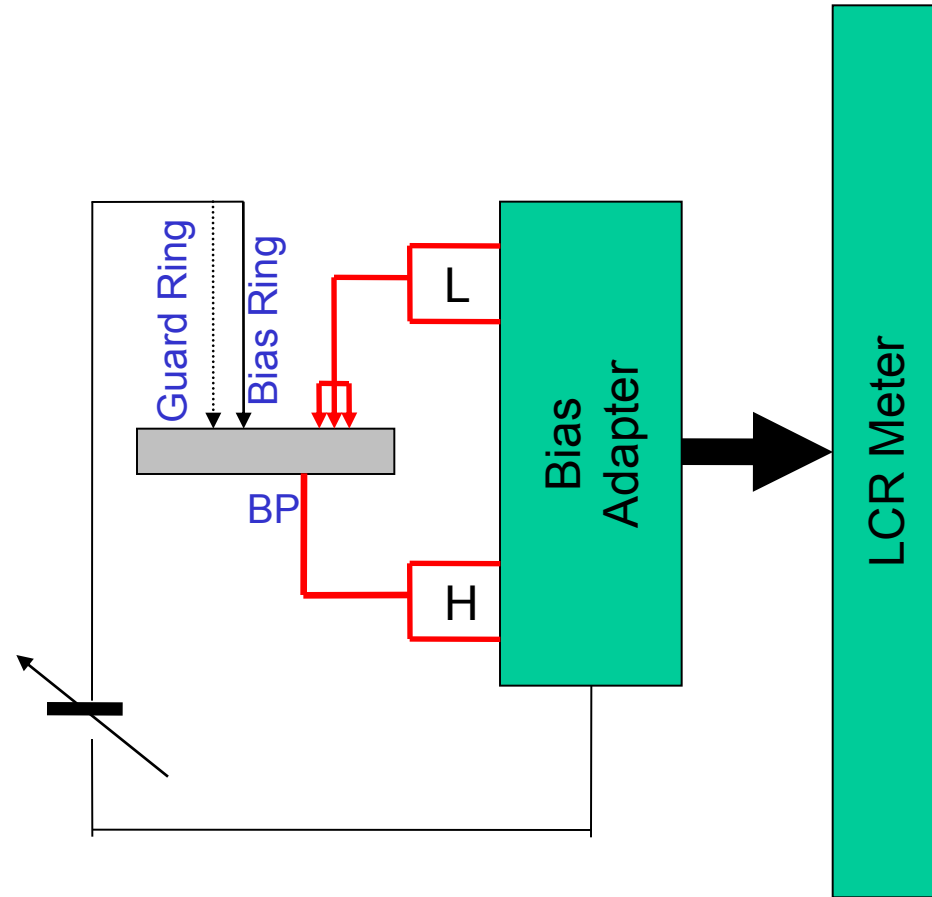 Guard Ring
Bias Ring
L
BP
H
Bias
Adapter
LCR Meter